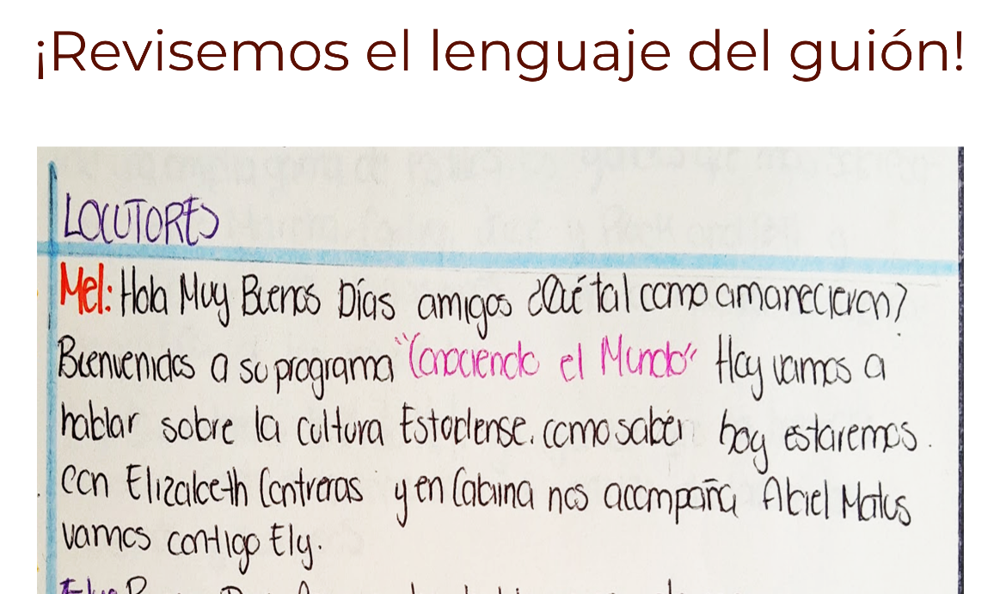 ¡Revisemos el lenguaje del guión!
LOCUTORES
Mel: Hola Muy Buenos Días amigos ¿Qué tal como amanecieron?
Bienvenidos a su programa "Conociendo el Mundo" Hoy vamos a
hablar sobre la cultura Estoclense. como saben hoy estaremos.
con Elizabeth Contreras y en Cabina nos acompaña Abiel Matus
vamos contigo Ely.